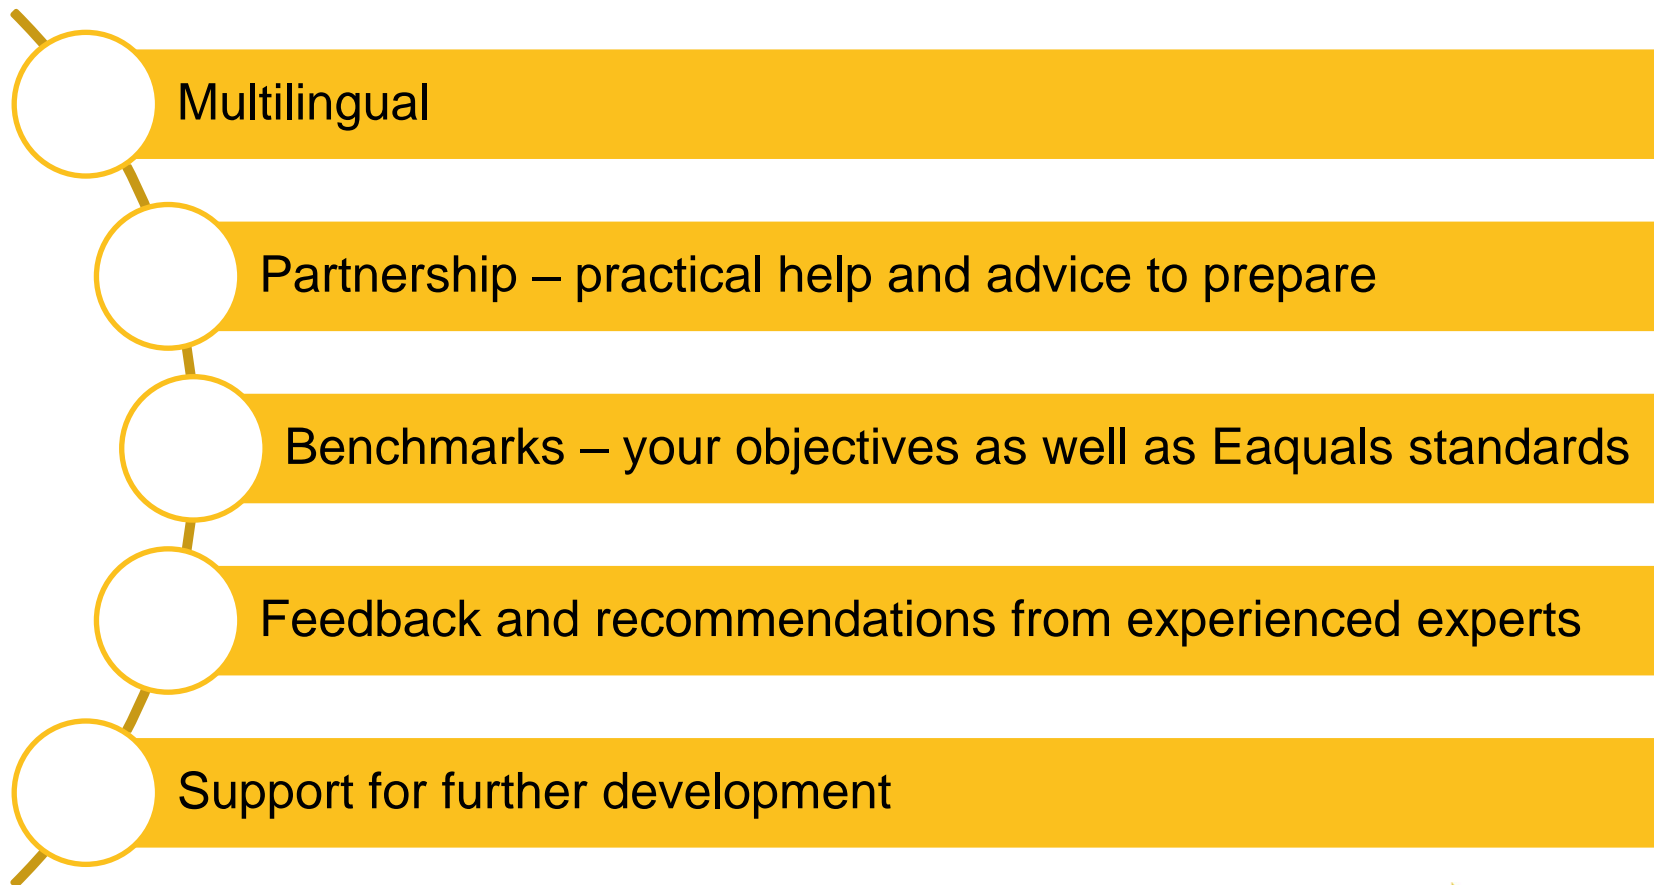 Multilingual
Partnership – practical help and advice to prepare
Benchmarks – your objectives as well as Eaquals standards
Feedback and recommendations from experienced experts
Support for further development